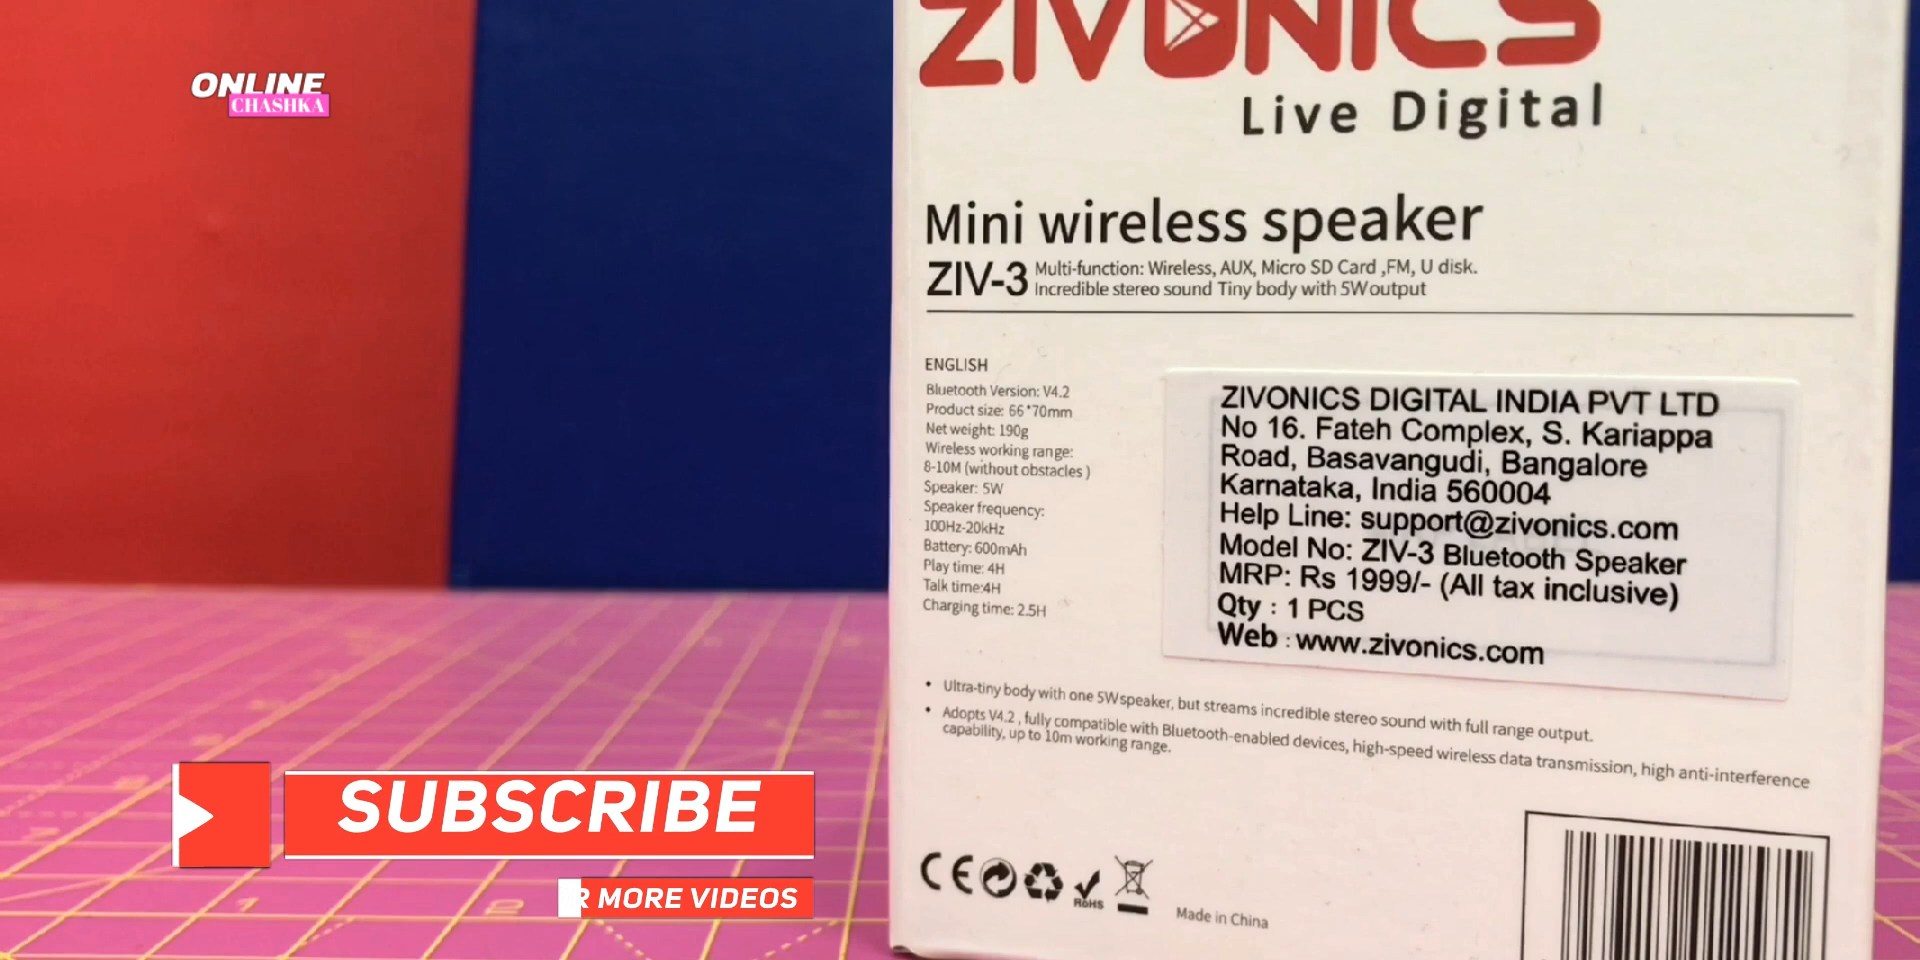 ONLINE
CHASHKA
ZIVONICS
Live Digital
Mini wireless speaker
ZIV-3
Multi-function: Wireless, AUX, Micro SD Card ,FM, U disk.
Incredible stereo sound Tiny body with 5W output
ENGLISH
Bluetooth Version: V4.2
Product size: 66*70mm
Net weight: 190g
Wireless working range:
8-10M (without obstacles )
Speaker: 5W
Speaker frequency:
100Hz-20kHz
Battery: 600mAh
Play time: 4H
Talk time:4H
Charging time: 2.5H
ZIVONICS DIGITAL INDIA PVT LTD
No 16. Fateh Complex, S. Kariappa
Road, Basavangudi, Bangalore
Karnataka, India 560004
Help Line: support@zivonics.com
Model No: ZIV-3 Bluetooth Speaker
MRP: Rs 1999/- (All tax inclusive)
Qty : 1 PCS
Web : www.zivonics.com
• Ultra-tiny body with one 5W speaker, but streams incredible stereo sound with full range output.
• Adopts V4.2 , fully compatible with Bluetooth-enabled devices, high-speed wireless data transmission, high anti-interference
capability, up to 10m working range.
CE
RoHS
Made in China
SUBSCRIBE
R MORE VIDEOS